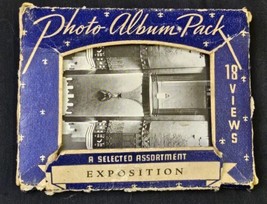 Photo·Album·Pack
18 VIEWS
A SELECTED ASSORTMENT
EXPOSITION